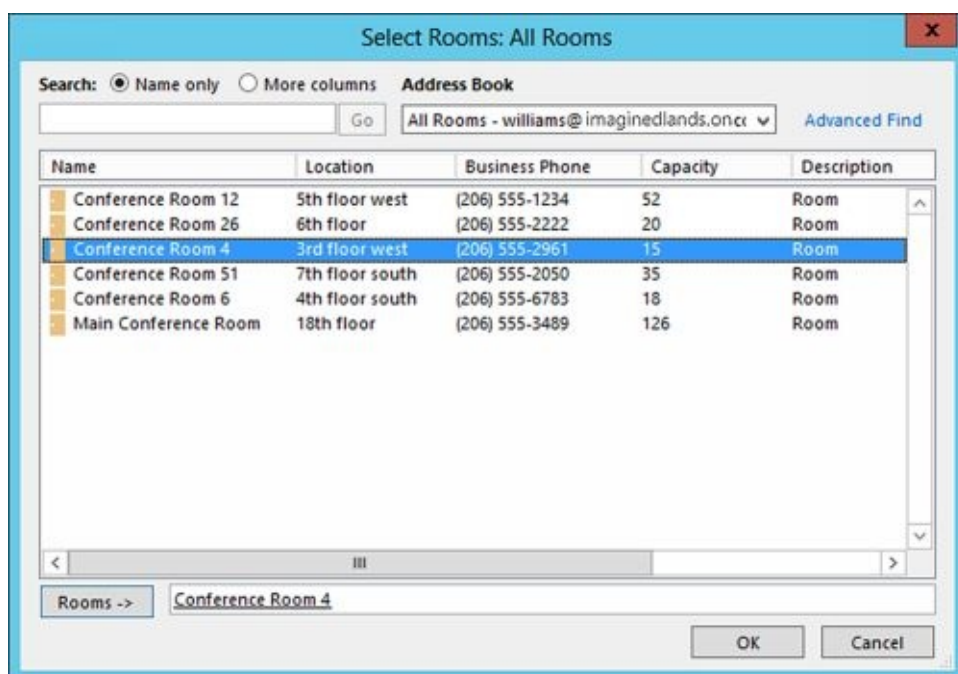 Select Rooms: All Rooms
x
Search: Name only More columns Address Book
Go All Rooms - williams@imaginedlands.onc Advanced Find
Name Location Business Phone Capacity Description
Conference Room 12 5th floor west (206) 555-1234 52 Room
Conference Room 26 6th floor (206) 555-2222 20 Room
Conference Room 4 3rd floor west (206) 555-2961 15 Room
Conference Room 51 7th floor south (206) 555-2050 35 Room
Conference Room 6 4th floor south (206) 555-6783 18 Room
Main Conference Room 18th floor (206) 555-3489 126 Room
Rooms -> Conference Room 4
OK Cancel